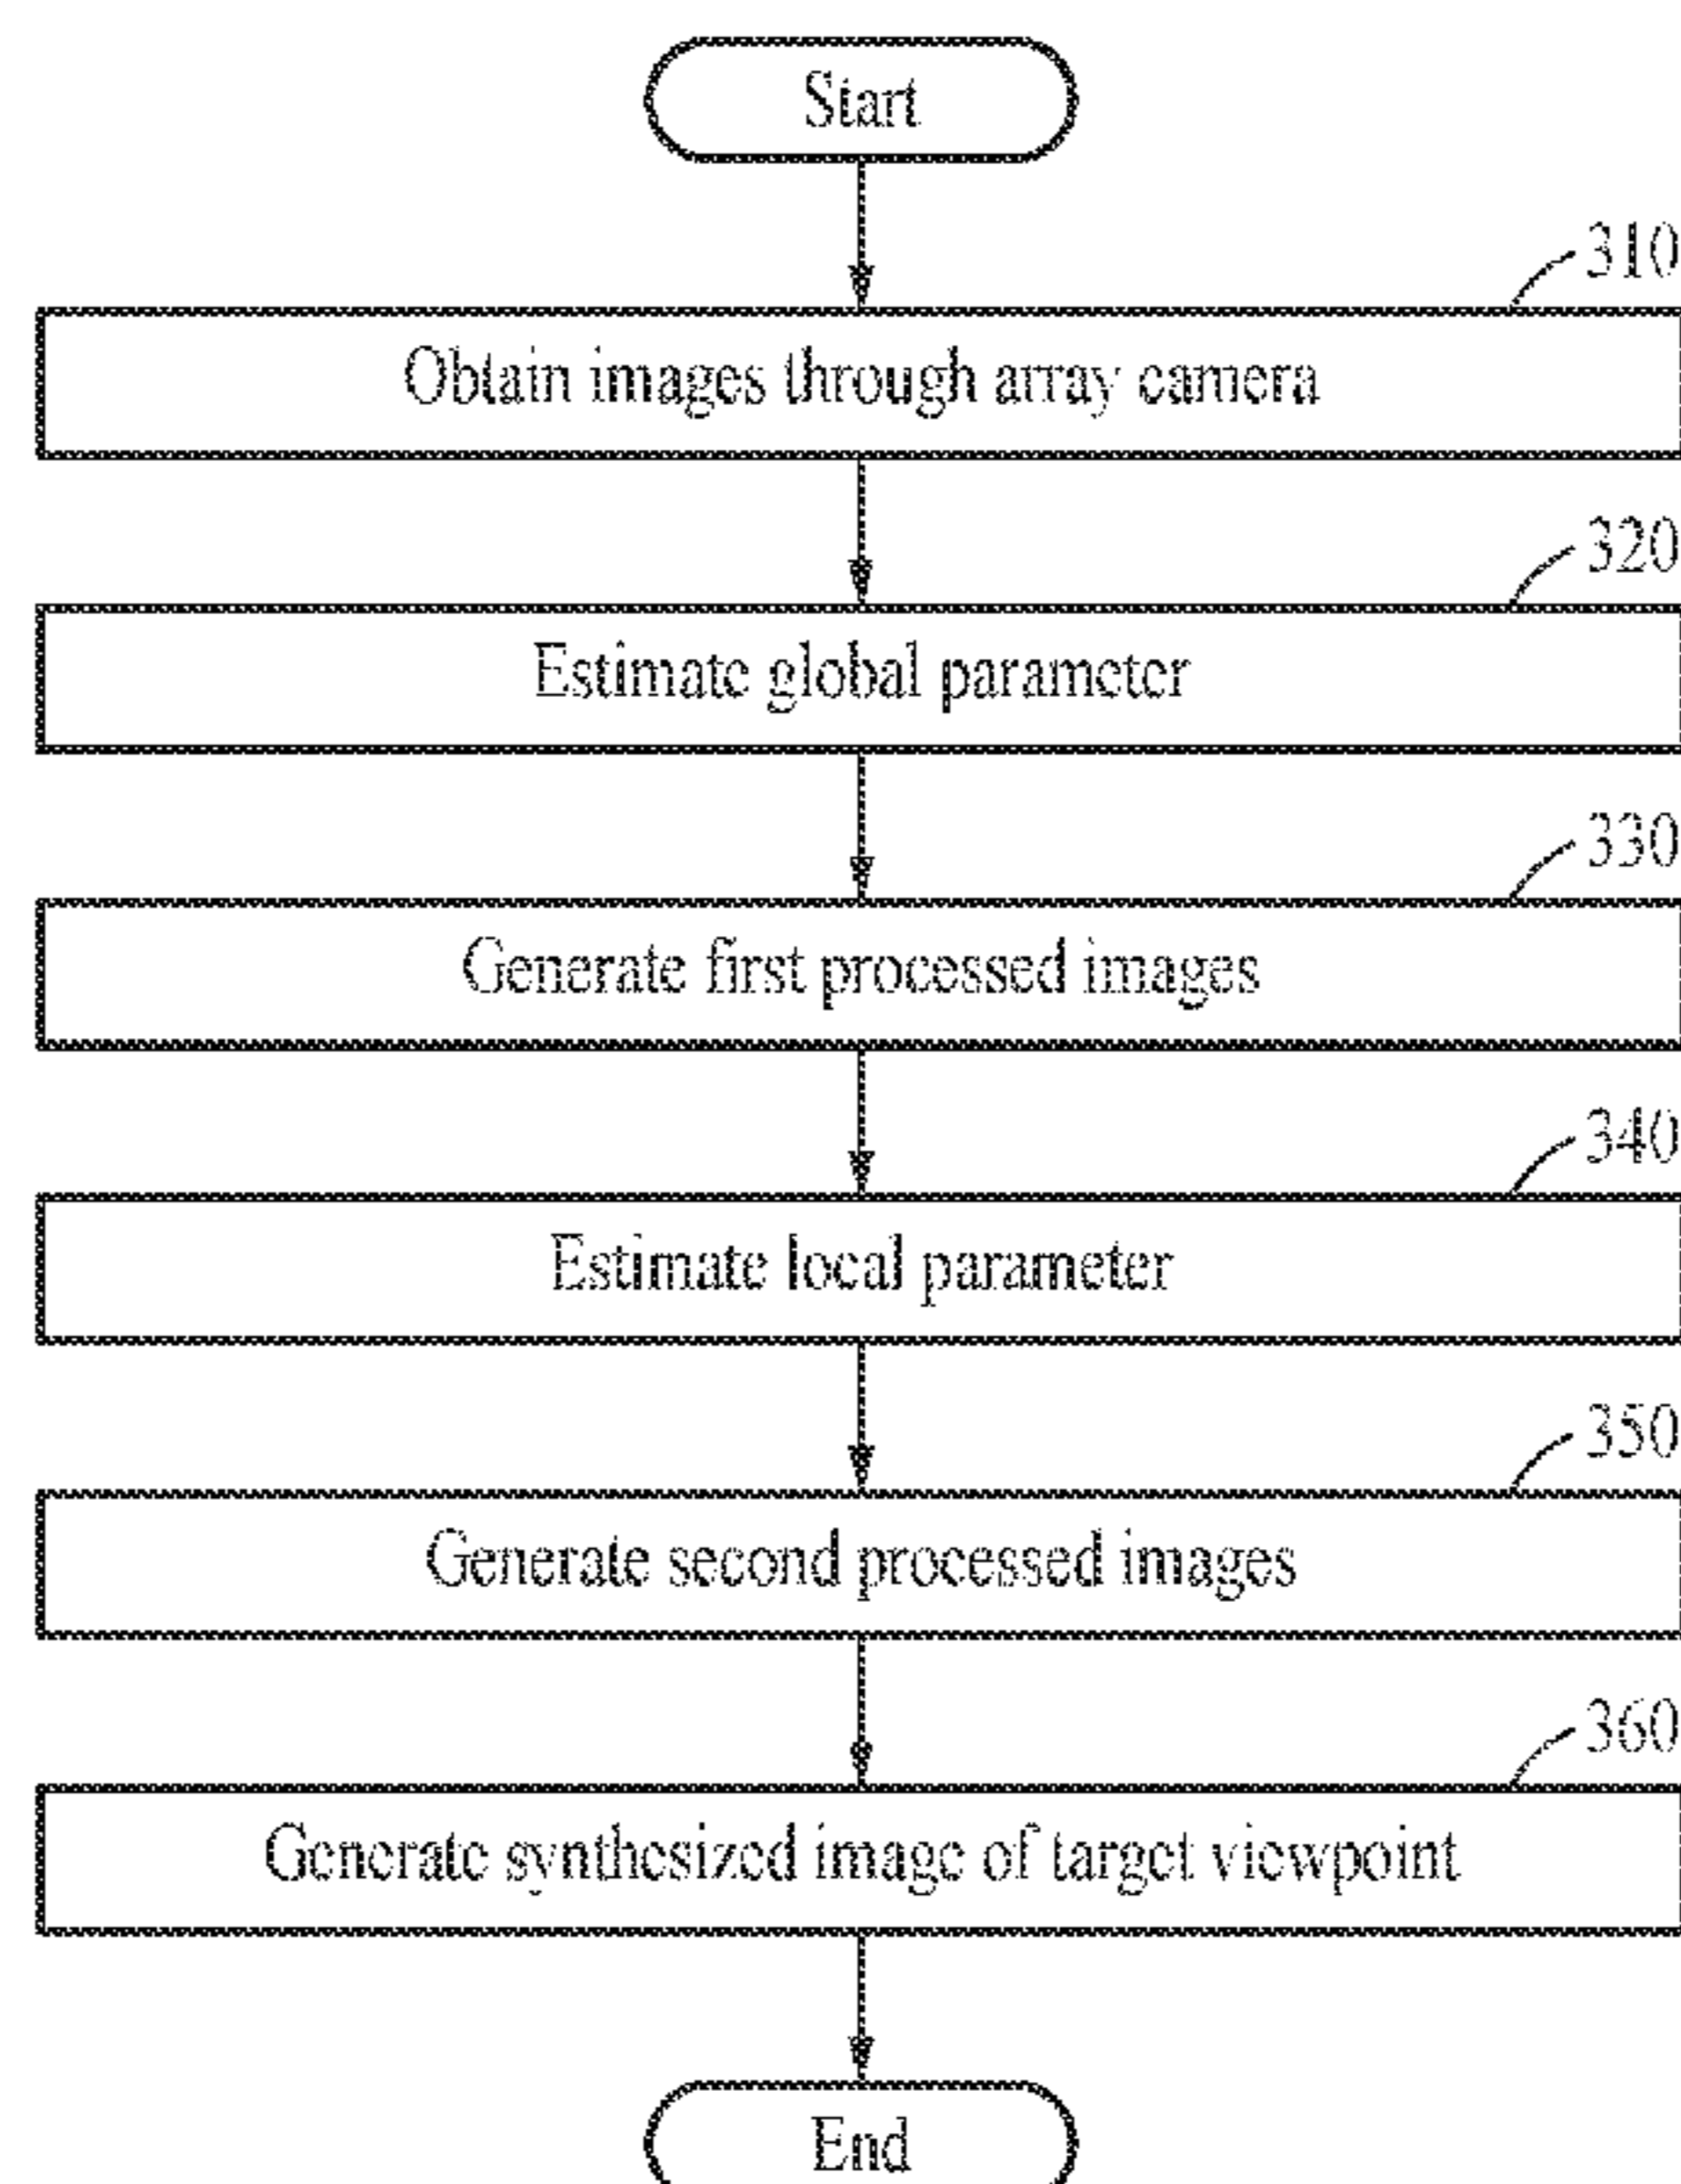 Start
310
Obtain images through array camera
320
Estimate global parameter
330
Generate first processed images
340
Estimate local parameter
350
Generate second processed images
360
Generate synthesized image of target viewpoint
End